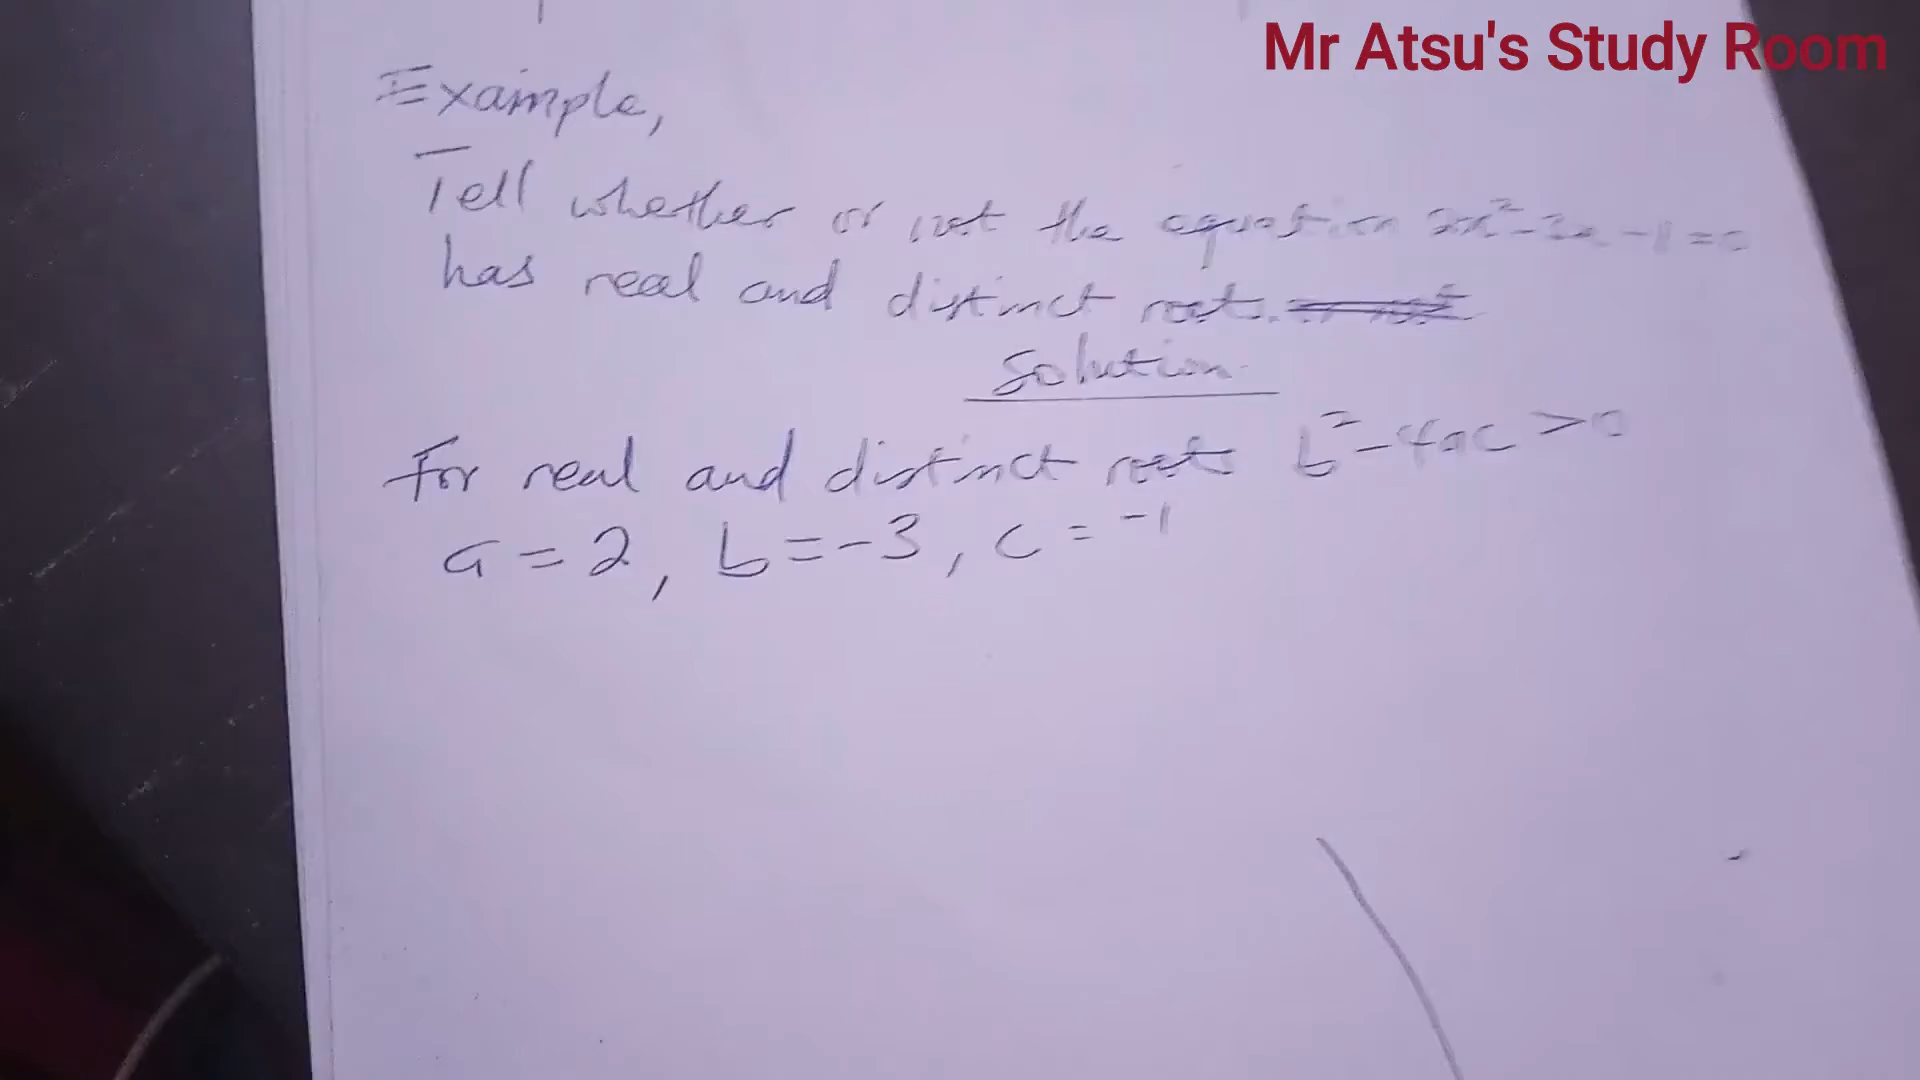 Mr Atsu's Study Room
Example,
Tell whether or not the equation 2x²-3x-1=0
has real and distinct roots.
Solution
For real and distinct roots b²-4ac>0
a=2, b=-3, c=-1